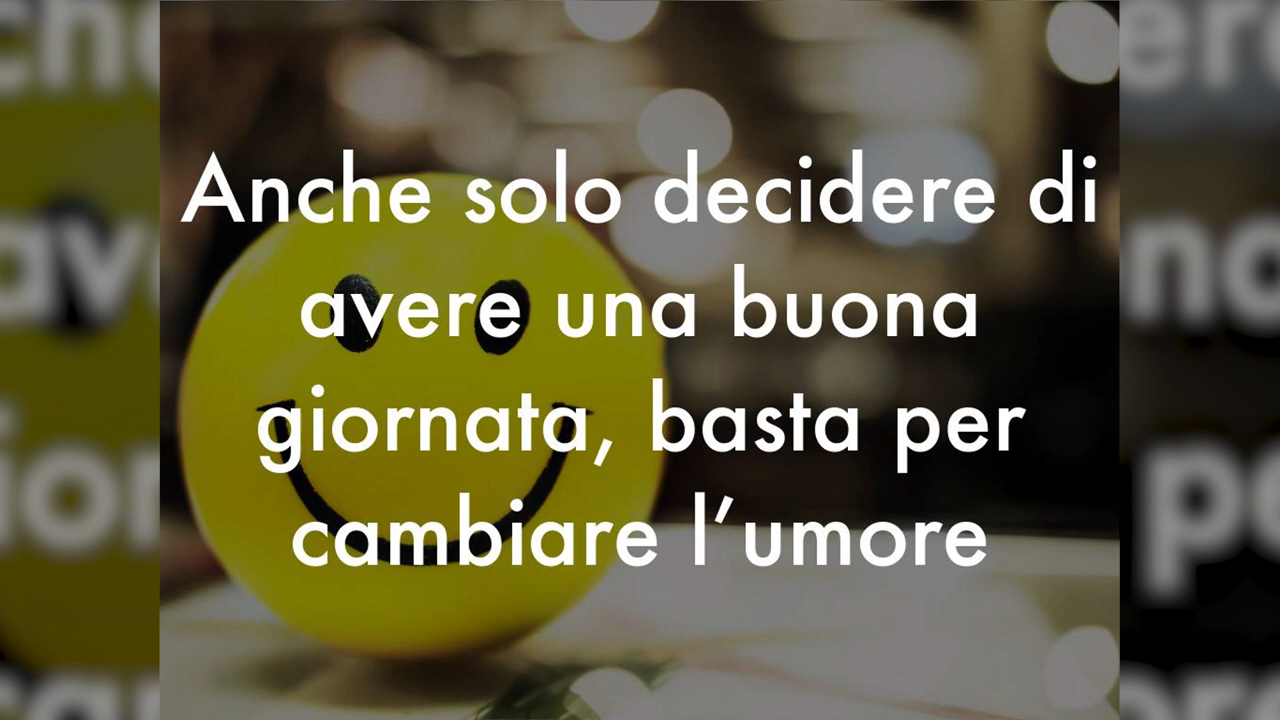 Anche solo decidere di
avere una buona
giornata, basta per
cambiare l’umore